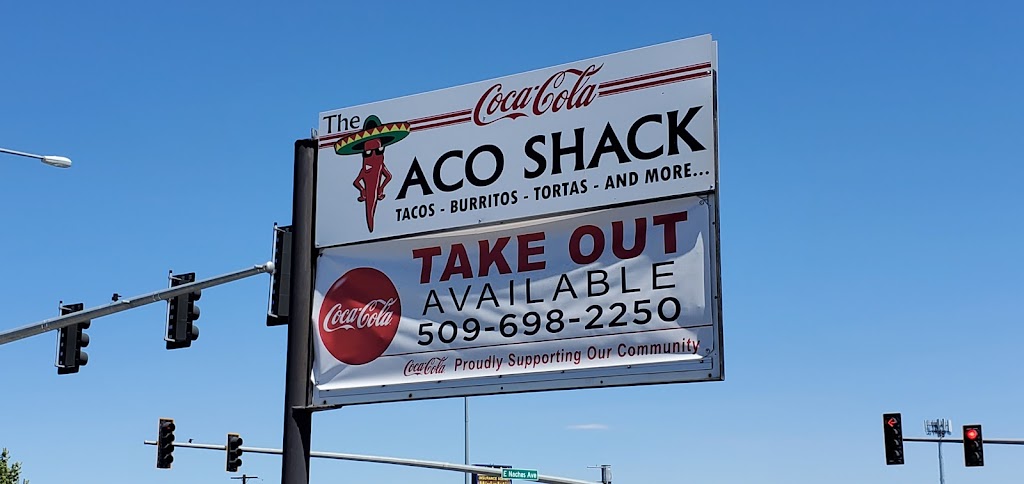 Coca-Cola
The
ACO SHACK
TACOS - BURRITOS - TORTAS - AND MORE...
TAKE OUT
AVAILABLE
509-698-2250
Coca-Cola
Coca-Cola Proudly Supporting Our Community
E Naches Ave
INSURANCE